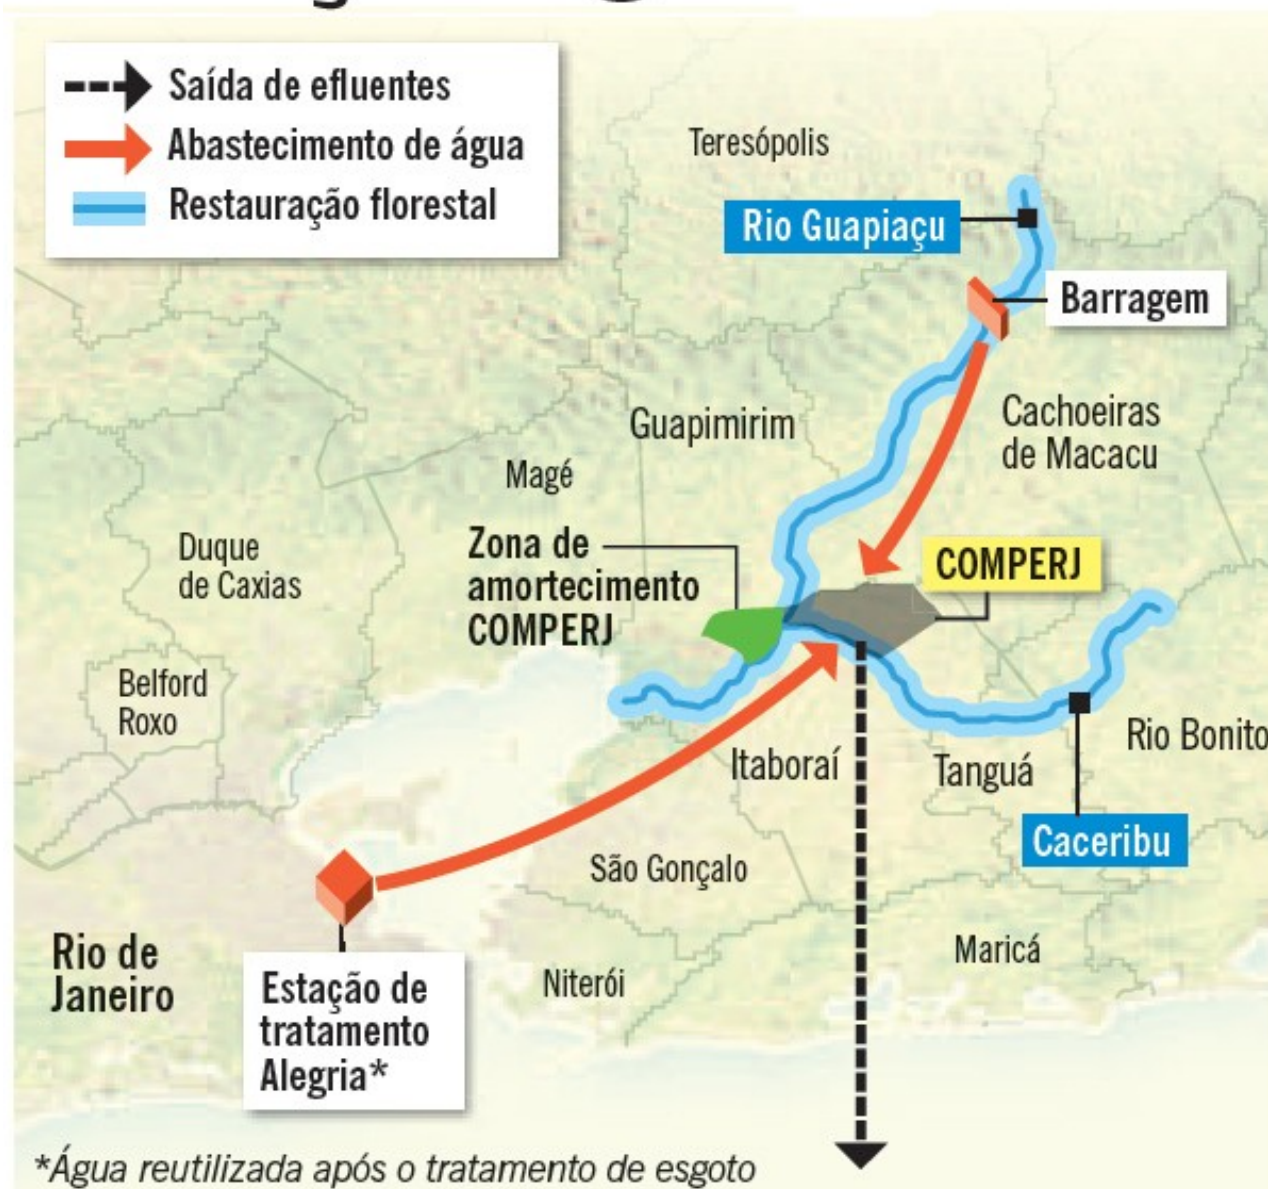 Saída de efluentes
Abastecimento de água
Restauração florestal
Teresópolis
Rio Guapiaçu
Barragem
Cachoeiras
de Macacu
Guapimirim
Magé
Zona de
amortecimento
COMPERJ
COMPERJ
Duque
de Caxias
Belford
Roxo
Itaboraí
Tanguá
Rio Bonito
Caceribu
São Gonçalo
Maricá
Niterói
Rio de
Janeiro
Estação de
tratamento
Alegria*
*Água reutilizada após o tratamento de esgoto